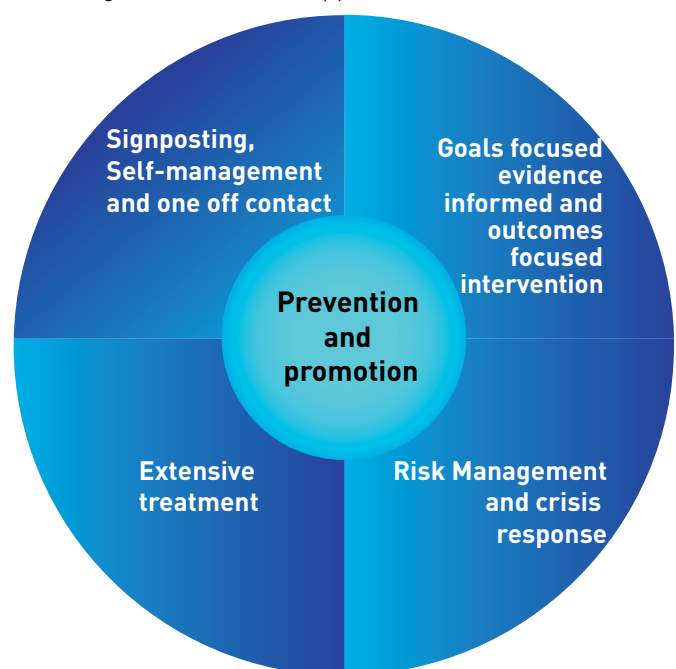 Signposting,
Self-management
and one off contact
Goals focused
evidence
informed and
outcomes
focused
intervention
Prevention
and
promotion
Extensive
treatment
Risk Management
and crisis
response